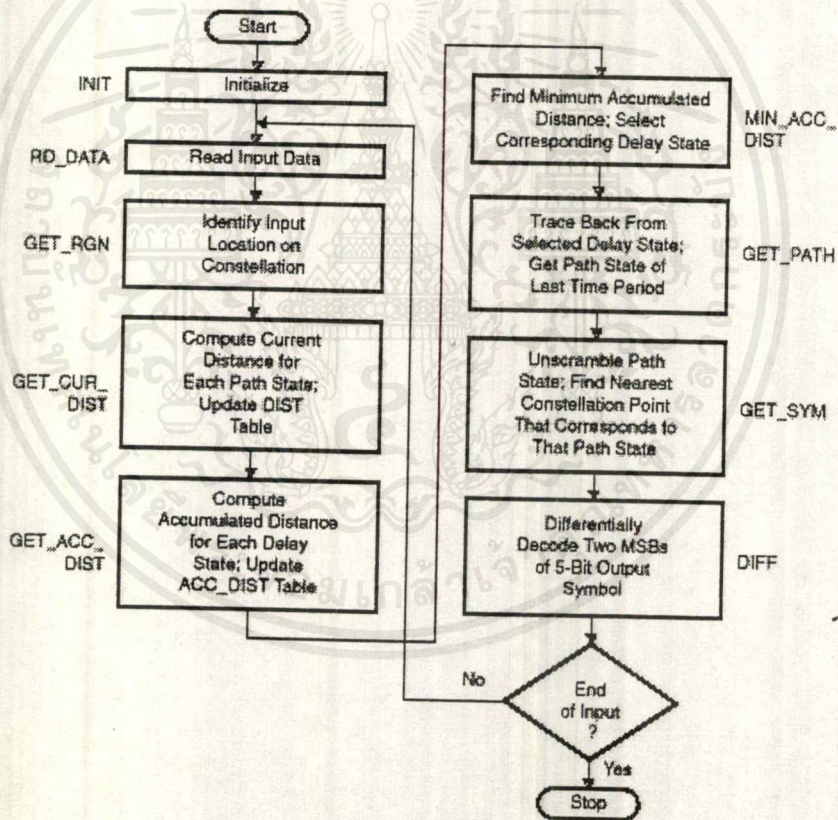 Start
INIT
Initialize
RD_DATA
Read Input Data
GET_RGN
Identify Input
Location on
Constellation
GET_CUR_
DIST
Compute Current
Distance for
Each Path State;
Update DIST
Table
GET_ACC_
DIST
Compute
Accumulated Distance
for Each Delay
State; Update
ACC_DIST Table
Find Minimum Accumulated
Distance; Select
Corresponding Delay State
MIN_ACC_
DIST
Trace Back From
Selected Delay State;
Get Path State of
Last Time Period
GET_PATH
Unscramble Path
State; Find Nearest
Constellation Point
That Corresponds to
That Path State
GET_SYM
Differentially
Decode Two MSBs
of 5-Bit Output
Symbol
DIFF
No
End
of Input
?
Yes
Stop